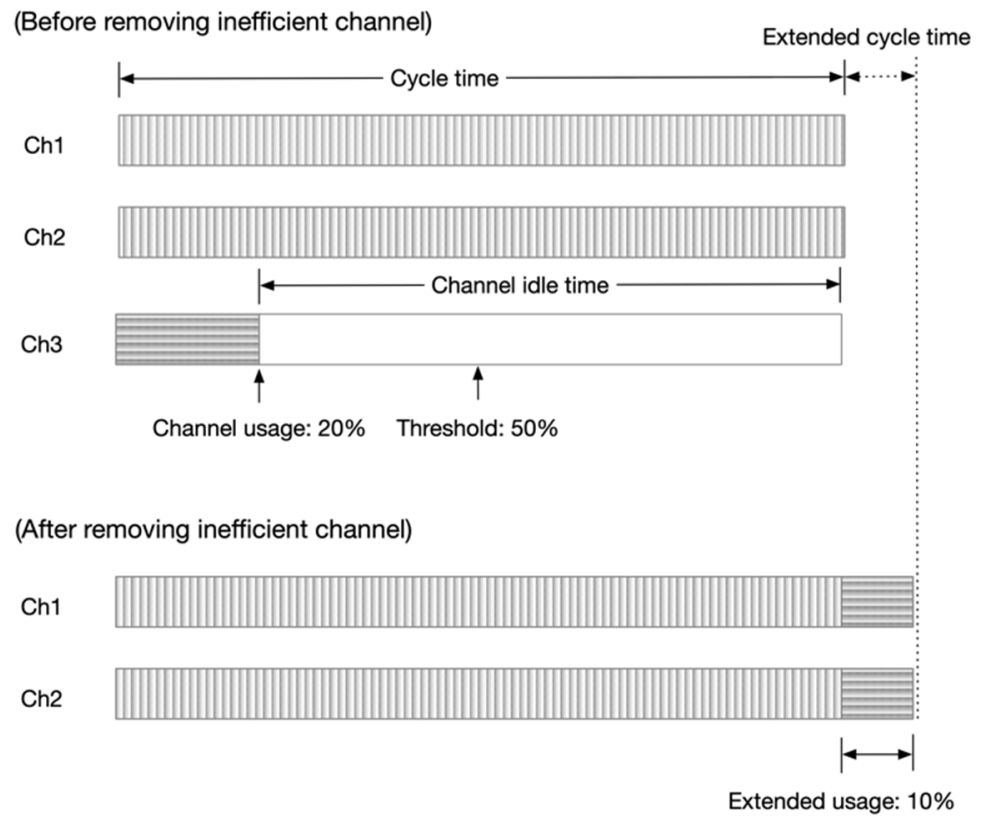 (Before removing inefficient channel)
Extended cycle time
Cycle time
Ch1
Ch2
Channel idle time
Ch3
Channel usage: 20%
Threshold: 50%
(After removing inefficient channel)
Ch1
Ch2
Extended usage: 10%